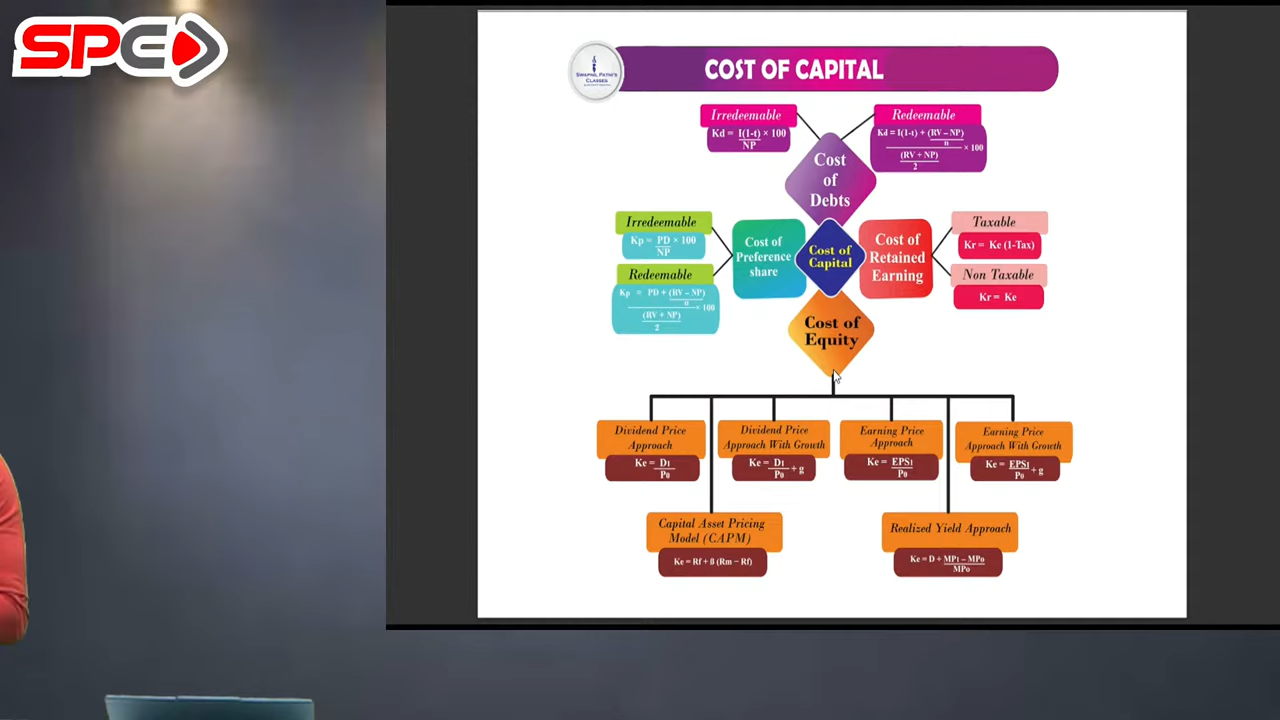 SPC
COST OF CAPITAL
SWAPNIL PATNI'S
CLASSES
Irredeemable
Kd = I(1-t) × 100
NP
Redeemable
Kd = I(1-t) + (RV – NP)
n
(RV + NP)
2
× 100
Cost
of
Debts
Irredeemable
Kp = PD × 100
NP
Redeemable
Kp = PD + (RV – NP)
n
(RV + NP)
2
× 100
Cost of
Preference
share
Cost of
Capital
Cost of
Retained
Earning
Taxable
Kr = Ke (1-Tax)
Non Taxable
Kr = Ke
Cost of
Equity
Dividend Price
Approach
Ke = D1
P0
Dividend Price
Approach With Growth
Ke = D1 + g
P0
Earning Price
Approach
Ke = EPS1
P0
Earning Price
Approach With Growth
Ke = EPS1 + g
P0
Capital Asset Pricing
Model (CAPM)
Ke = Rf + ß (Rm – Rf)
Realized Yield Approach
Ke = D + MP1 – MP0
MP0